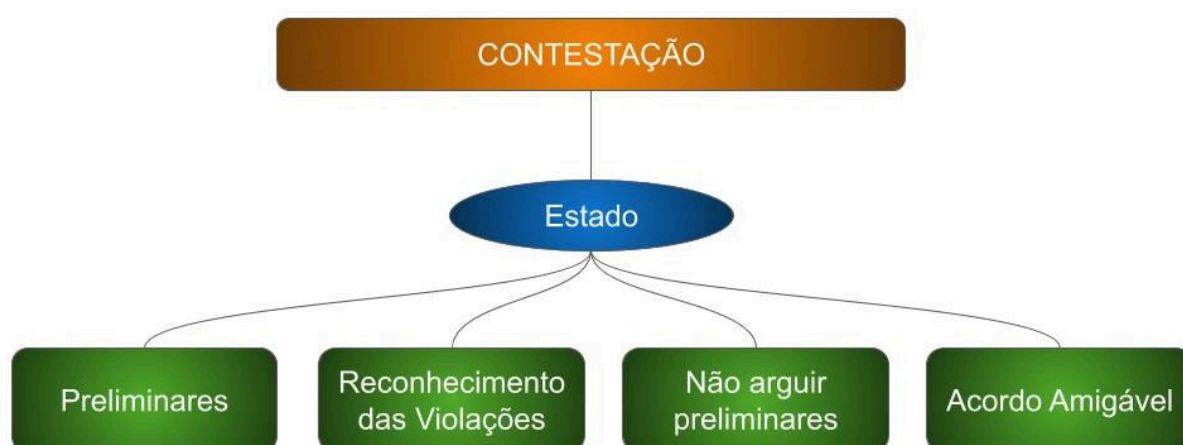 CONTESTAÇÃO
Estado
Preliminares
Reconhecimento
das Violações
Não arguir
preliminares
Acordo Amigável